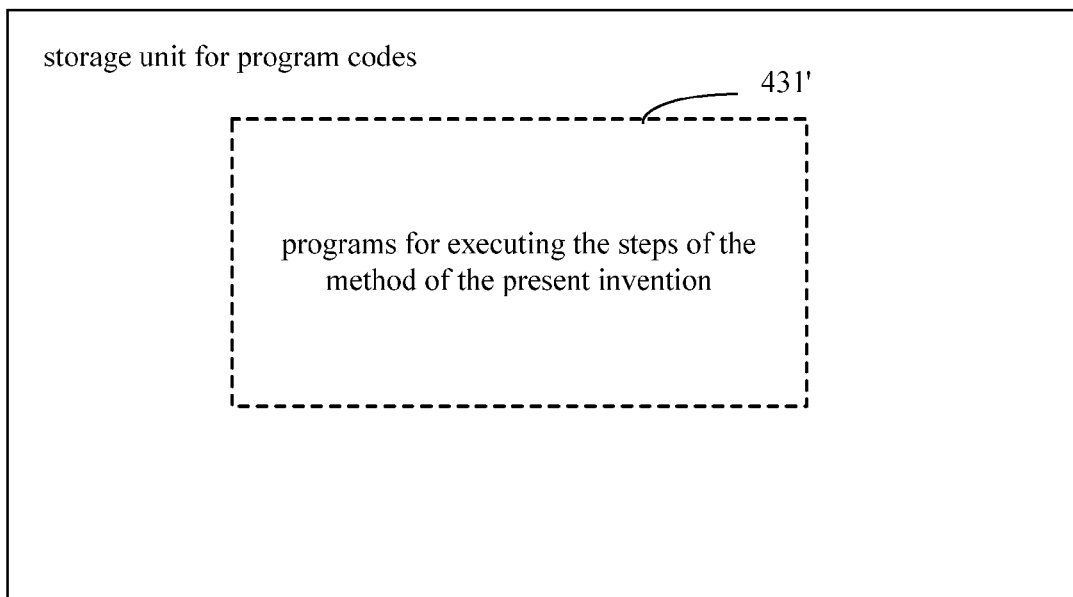 storage unit for program codes
431'
programs for executing the steps of the
method of the present invention